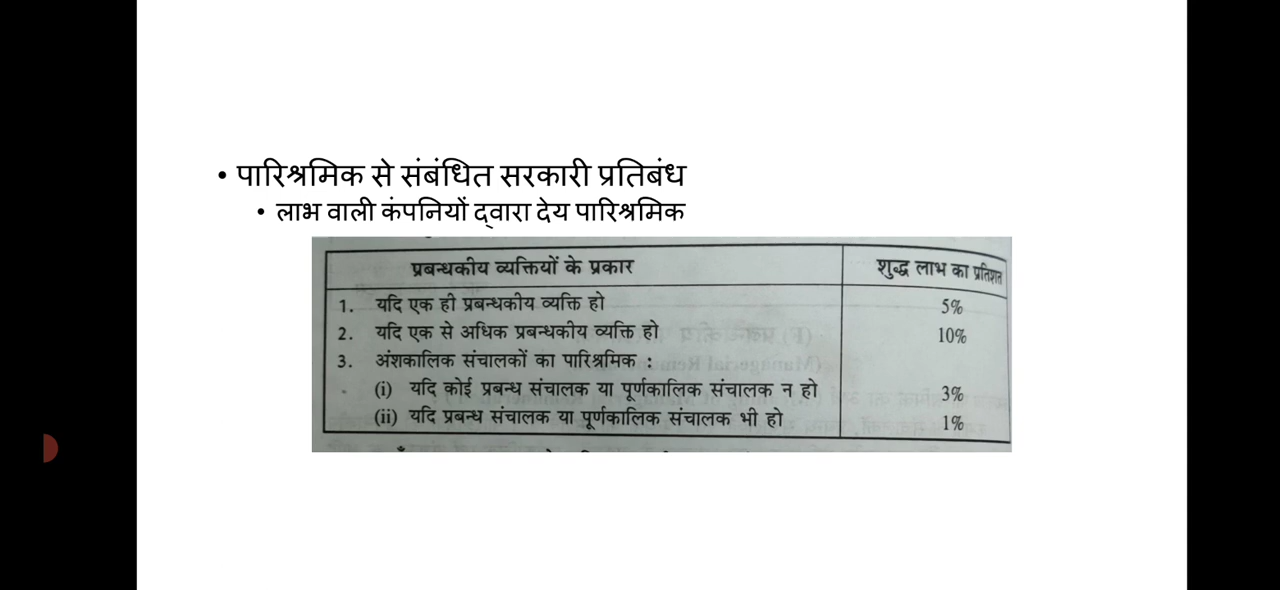 • पारिश्रमिक से संबंधित सरकारी प्रतिबंध
• लाभ वाली कंपनियों द्वारा देय पारिश्रमिक
प्रबन्धकीय व्यक्तियों के प्रकार शुद्ध लाभ का प्रतिशत
1. यदि एक ही प्रबन्धकीय व्यक्ति हो 5%
2. यदि एक से अधिक प्रबन्धकीय व्यक्ति हो 10%
3. अंशकालिक संचालकों का पारिश्रमिक :
(i) यदि कोई प्रबन्ध संचालक या पूर्णकालिक संचालक न हो 3%
(ii) यदि प्रबन्ध संचालक या पूर्णकालिक संचालक भी हो 1%